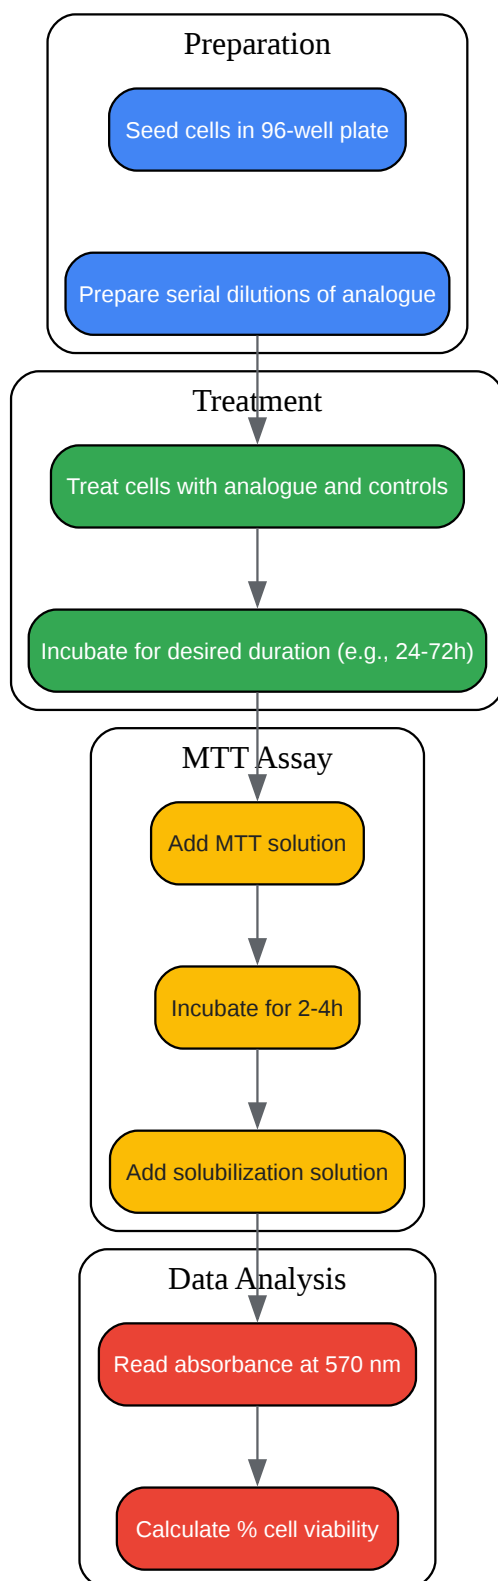 Preparation
Seed cells in 96-well plate
Prepare serial dilutions of analogue
Treatment
Treat cells with analogue and controls
Incubate for desired duration (e.g., 24-72h)
MTT Assay
Add MTT solution
Incubate for 2-4h
Add solubilization solution
Data Analysis
Read absorbance at 570 nm
Calculate % cell viability